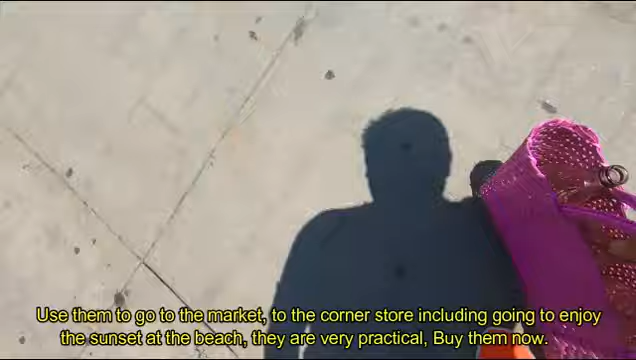 Use them to go to the market, to the corner store including going to enjoy
the sunset at the beach, they are very practical, Buy them now.